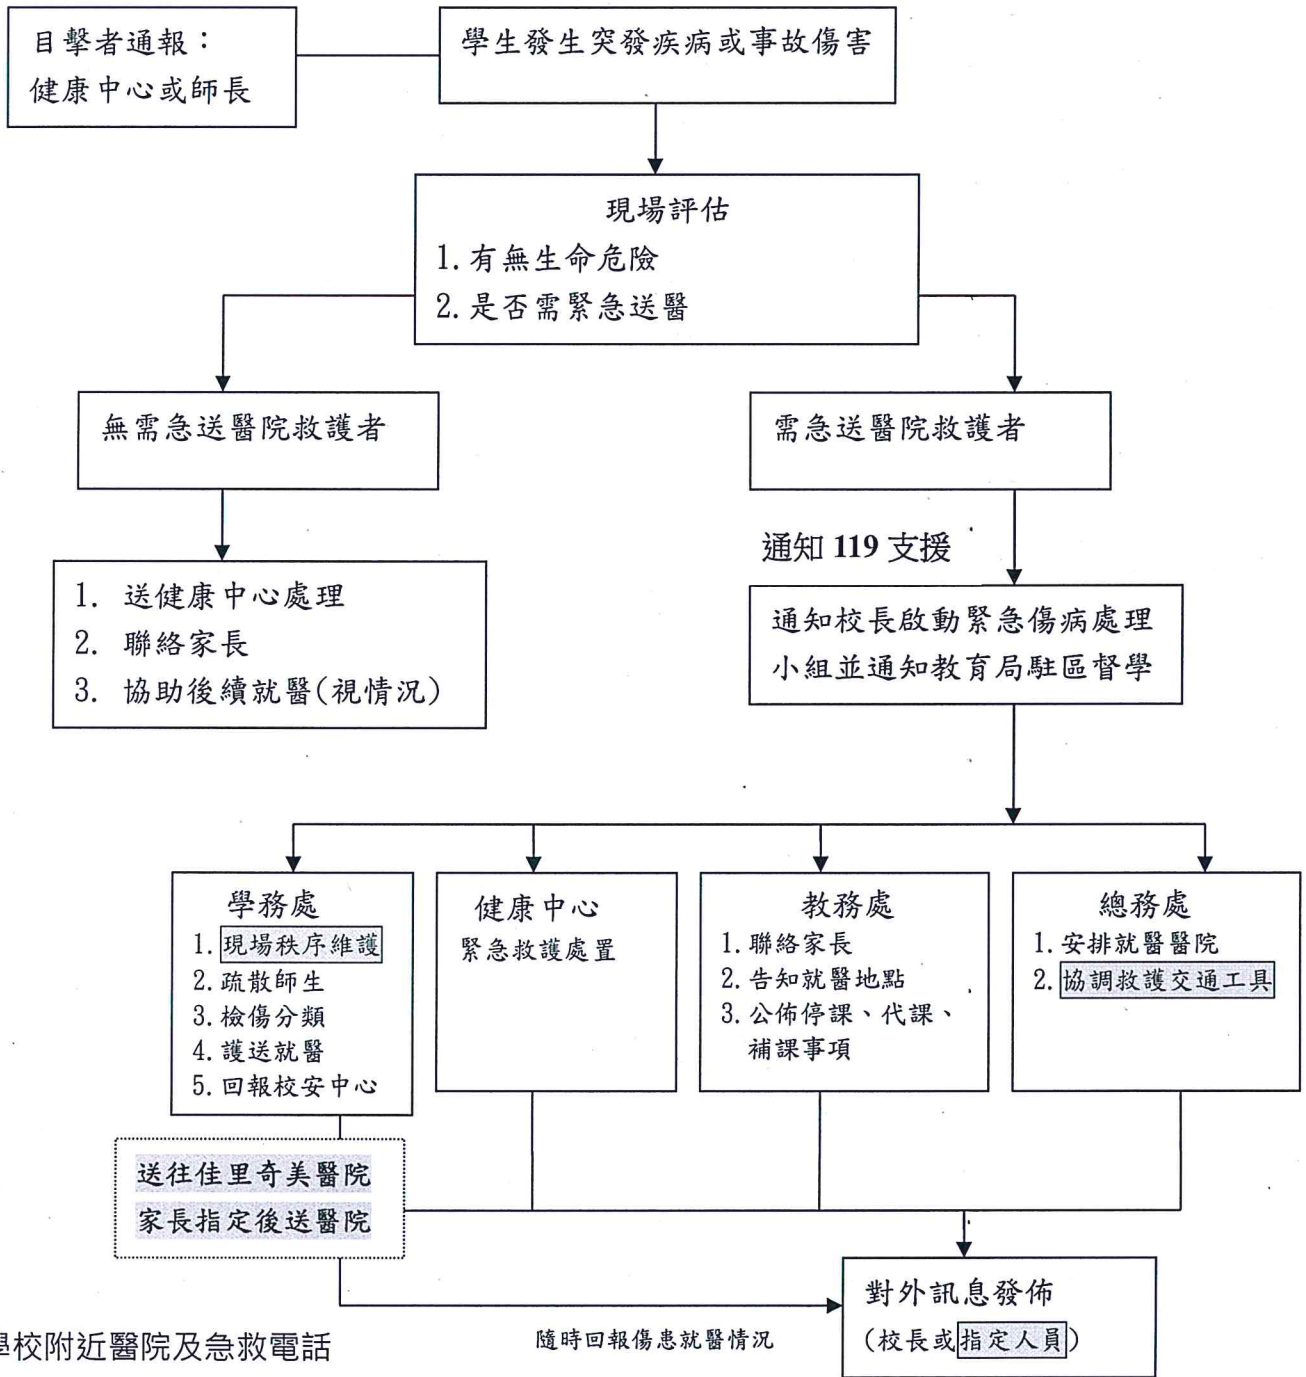 目擊者通報：
健康中心或師長
學生發生突發疾病或事故傷害
現場評估
1. 有無生命危險
2. 是否需緊急送醫
無需急送醫院救護者
需急送醫院救護者
通知 119 支援
1. 送健康中心處理
2. 聯絡家長
3. 協助後續就醫(視情況)
通知校長啟動緊急傷病處理
小組並通知教育局駐區督學
學務處
1. 現場秩序維護
2. 疏散師生
3. 檢傷分類
4. 護送就醫
5. 回報校安中心
健康中心
緊急救護處置
教務處
1. 聯絡家長
2. 告知就醫地點
3. 公佈停課、代課、
補課事項
總務處
1. 安排就醫醫院
2. 協調救護交通工具
送往佳里奇美醫院
家長指定後送醫院
對外訊息發佈
(校長或指定人員)
隨時回報傷患就醫情況
學校附近醫院及急救電話